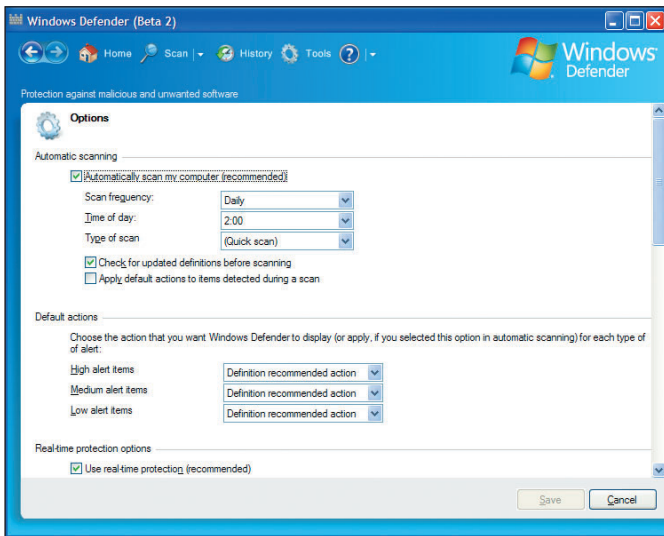 Windows Defender (Beta 2)
Home Scan History Tools ?
Windows
Defender
Protection against malicious and unwanted software
Options
Automatic scanning
Automatically scan my computer (recommended)
Scan frequency: Daily
Time of day: 2:00
Type of scan (Quick scan)
Check for updated definitions before scanning
Apply default actions to items detected during a scan
Default actions
Choose the action that you want Windows Defender to display (or apply, if you selected this option in automatic scanning) for each type of
of alert:
High alert items Definition recommended action
Medium alert items Definition recommended action
Low alert items Definition recommended action
Real-time protection options
Use real-time protection (recommended)
Save Cancel